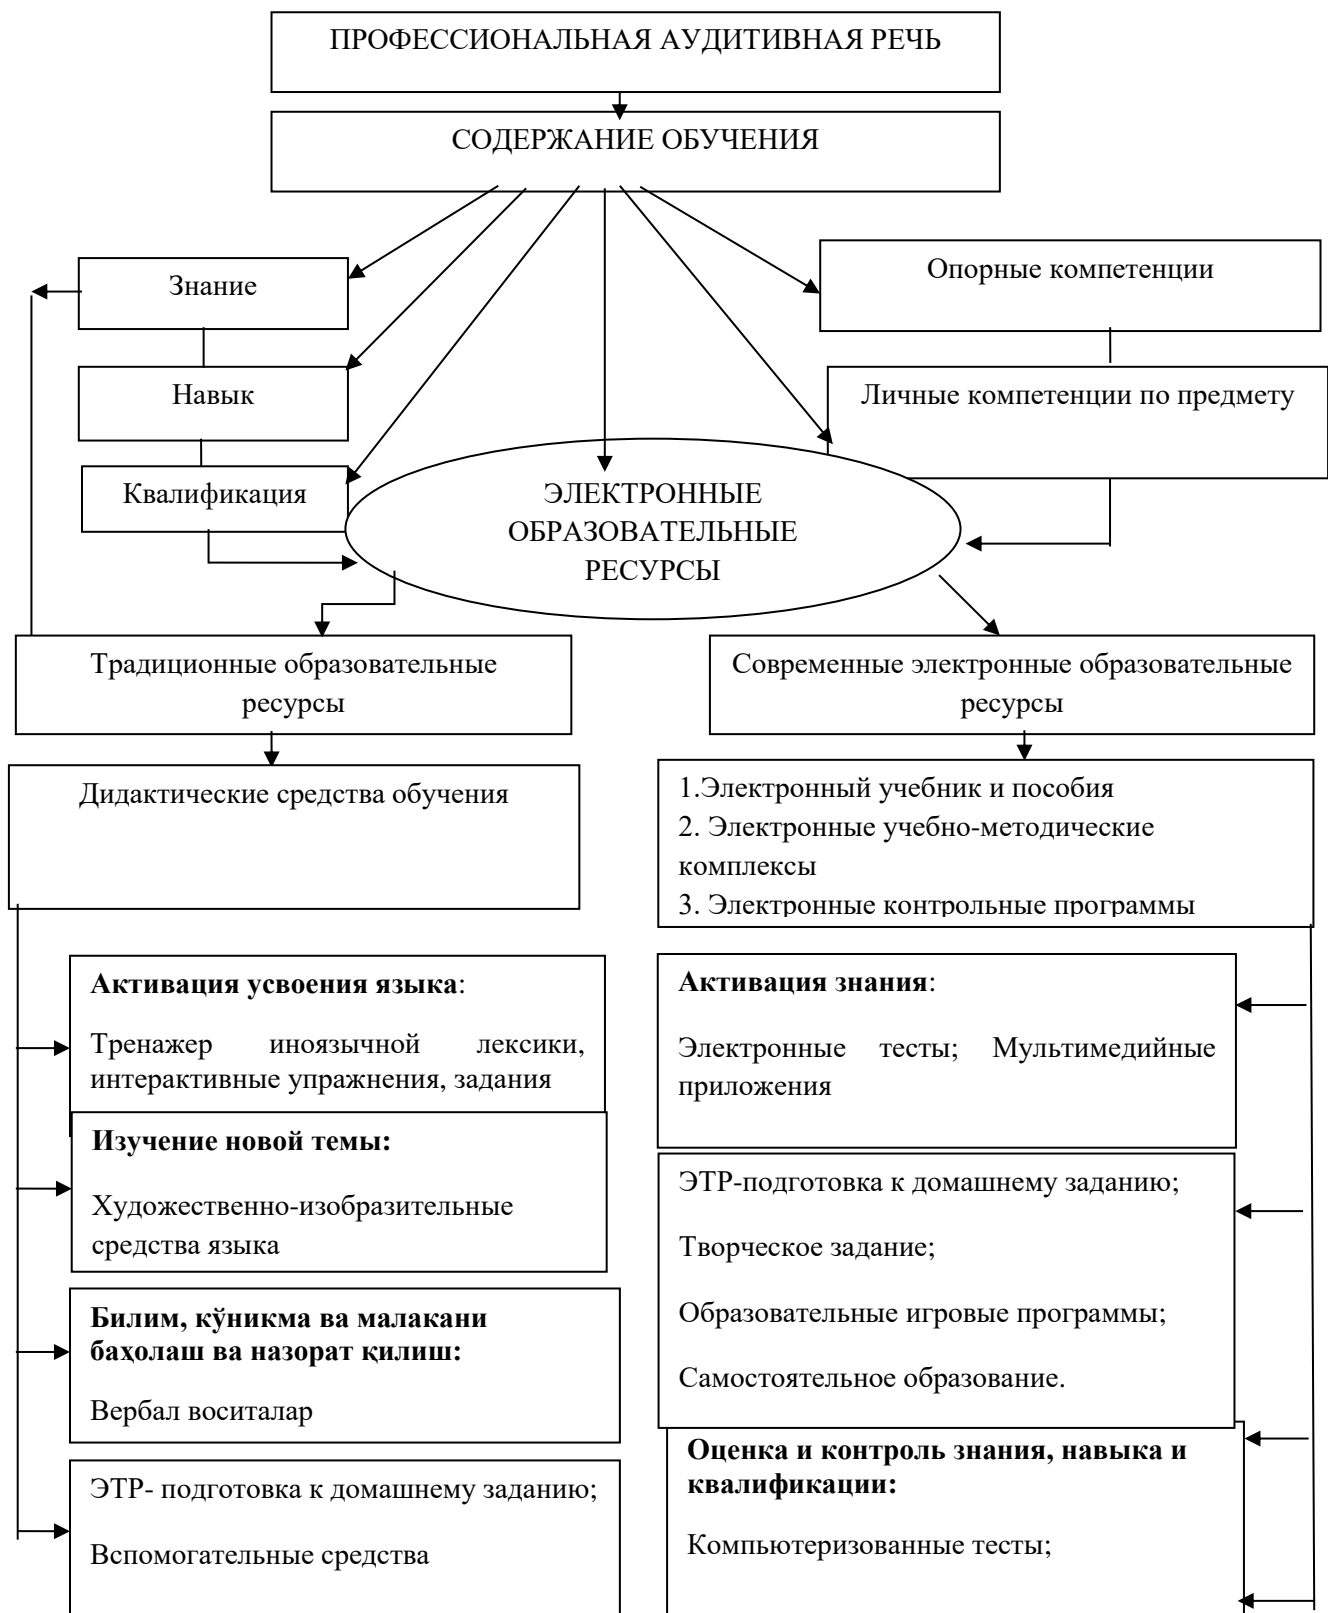 ПРОФЕССИОНАЛЬНАЯ АУДИТИВНАЯ РЕЧЬ
СОДЕРЖАНИЕ ОБУЧЕНИЯ
Знание
Навык
Квалификация
Опорные компетенции
Личные компетенции по предмету
ЭЛЕКТРОННЫЕ
ОБРАЗОВАТЕЛЬНЫЕ
РЕСУРСЫ
Традиционные образовательные
ресурсы
Современные электронные образовательные
ресурсы
Дидактические средства обучения
1.Электронный учебник и пособия
2. Электронные учебно-методические
комплексы
3. Электронные контрольные программы
Активация усвоения языка:
Тренажер иноязычной лексики,
интерактивные упражнения, задания
Изучение новой темы:
Художественно-изобразительные
средства языка
Билим, кўникма ва малакани
баҳолаш ва назорат қилиш:
Вербал воситалар
ЭТР- подготовка к домашнему заданию;
Вспомогательные средства
Активация знания:
Электронные тесты; Мультимедийные
приложения
ЭТР-подготовка к домашнему заданию;
Творческое задание;
Образовательные игровые программы;
Самостоятельное образование.
Оценка и контроль знания, навыка и
квалификации:
Компьютеризованные тесты;